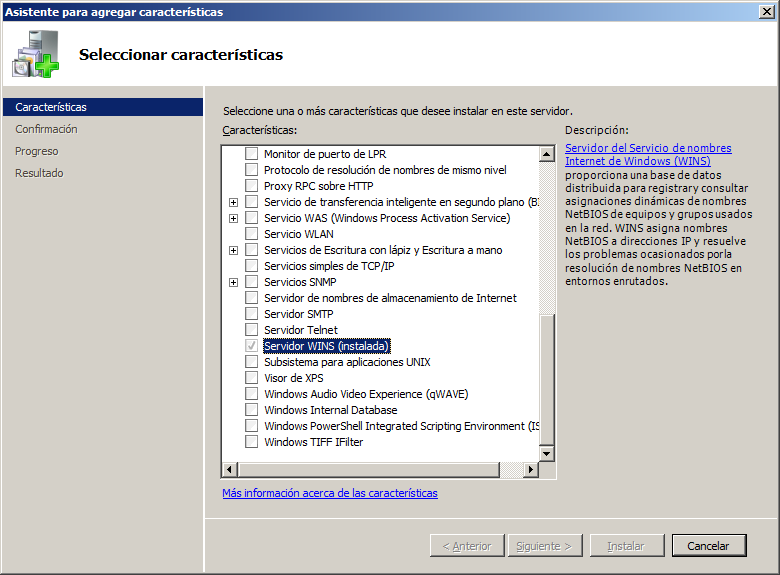 Asistente para agregar características
Seleccionar características
Características
Confirmación
Progreso
Resultado
Seleccione una o más características que desee instalar en este servidor.
Características:
Monitor de puerto de LPR
Protocolo de resolución de nombres de mismo nivel
Proxy RPC sobre HTTP
Servicio de transferencia inteligente en segundo plano (BI
Servicio WAS (Windows Process Activation Service)
Servicio WLAN
Servicios de Escritura con lápiz y Escritura a mano
Servicios simples de TCP/IP
Servicios SNMP
Servidor de nombres de almacenamiento de Internet
Servidor SMTP
Servidor Telnet
Servidor WINS (instalada)
Subsistema para aplicaciones UNIX
Visor de XPS
Windows Audio Video Experience (qWAVE)
Windows Internal Database
Windows PowerShell Integrated Scripting Environment (IS
Windows TIFF IFilter
Más información acerca de las características
Descripción:
Servidor del Servicio de nombres
Internet de Windows (WINS)
proporciona una base de datos
distribuida para registrary consultar
asignaciones dinámicas de nombres
NetBIOS de equipos y grupos usados
en la red. WINS asigna nombres
NetBIOS a direcciones IP y resuelve
los problemas ocasionados porla
resolución de nombres NetBIOS en
entornos enrutados.
< Anterior
Siguiente >
Instalar
Cancelar